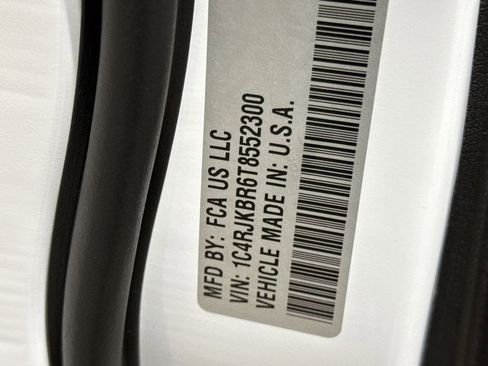 MFD BY: FCA US LLC
VIN: 1C4RJKBR6T8552300
VEHICLE MADE IN: U.S.A.